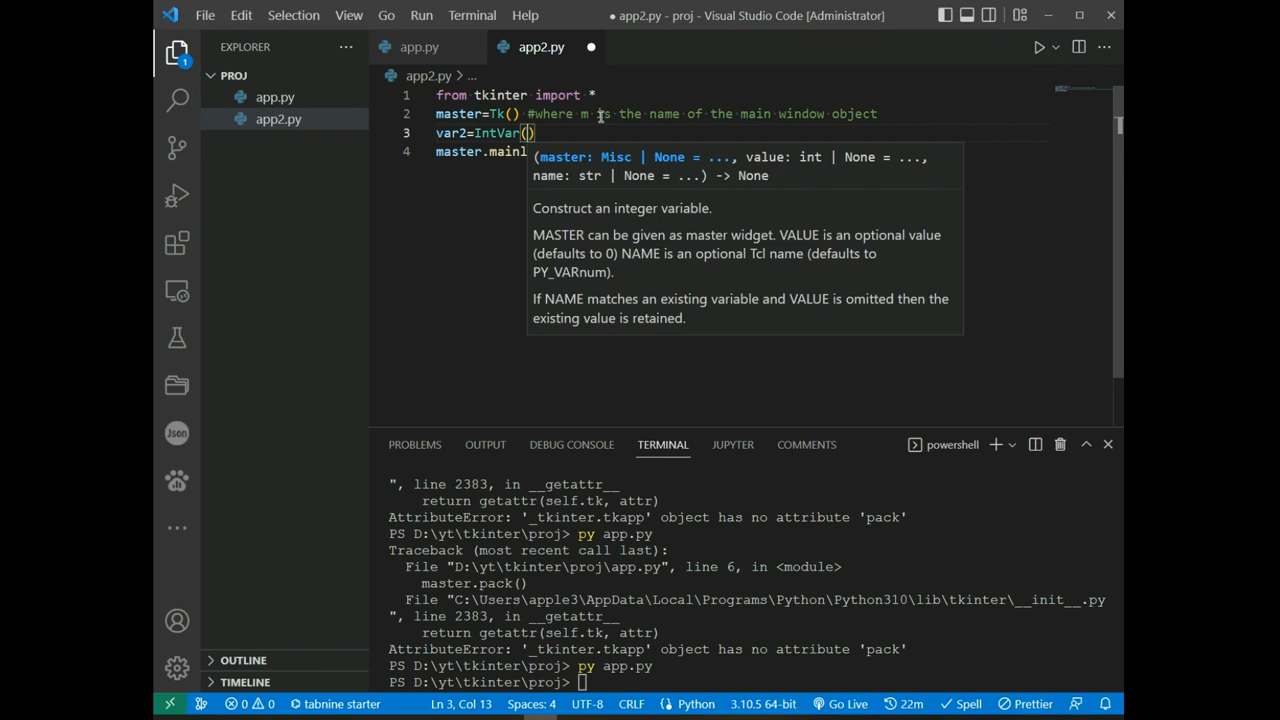 File Edit Selection View Go Run Terminal Help
● app2.py - proj - Visual Studio Code [Administrator]
EXPLORER
PROJ
app.py
app2.py
OUTLINE
TIMELINE
1
Json
app.py
app2.py
app2.py > ...
1 from tkinter import *
2 master=Tk() #where m is the name of the main window object
3 var2=IntVar()
4 master.mainl
(master: Misc | None = ..., value: int | None = ...,
name: str | None = ...) -> None
Construct an integer variable.
MASTER can be given as master widget. VALUE is an optional value
(defaults to 0) NAME is an optional Tcl name (defaults to
PY_VARnum).
If NAME matches an existing variable and VALUE is omitted then the
existing value is retained.
PROBLEMS OUTPUT DEBUG CONSOLE TERMINAL JUPYTER COMMENTS
powershell
", line 2383, in __getattr__
return getattr(self.tk, attr)
AttributeError: '_tkinter.tkapp' object has no attribute 'pack'
PS D:\yt\tkinter\proj> py app.py
Traceback (most recent call last):
File "D:\yt\tkinter\proj\app.py", line 6, in <module>
master.pack()
File "C:\Users\apple3\AppData\Local\Programs\Python\Python310\lib\tkinter\__init__.py
", line 2383, in __getattr__
return getattr(self.tk, attr)
AttributeError: '_tkinter.tkapp' object has no attribute 'pack'
PS D:\yt\tkinter\proj> py app.py
PS D:\yt\tkinter\proj>
0 0 tabnine starter Ln 3, Col 13 Spaces: 4 UTF-8 CRLF Python 3.10.5 64-bit Go Live 22m Spell Prettier